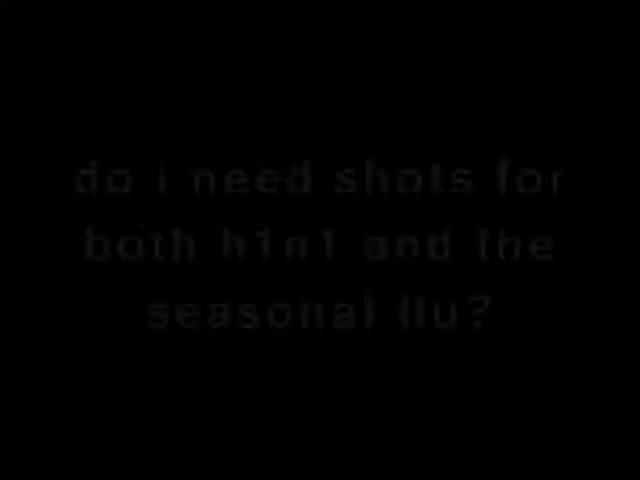 do i need shots for
both h1n1 and the
seasonal flu?